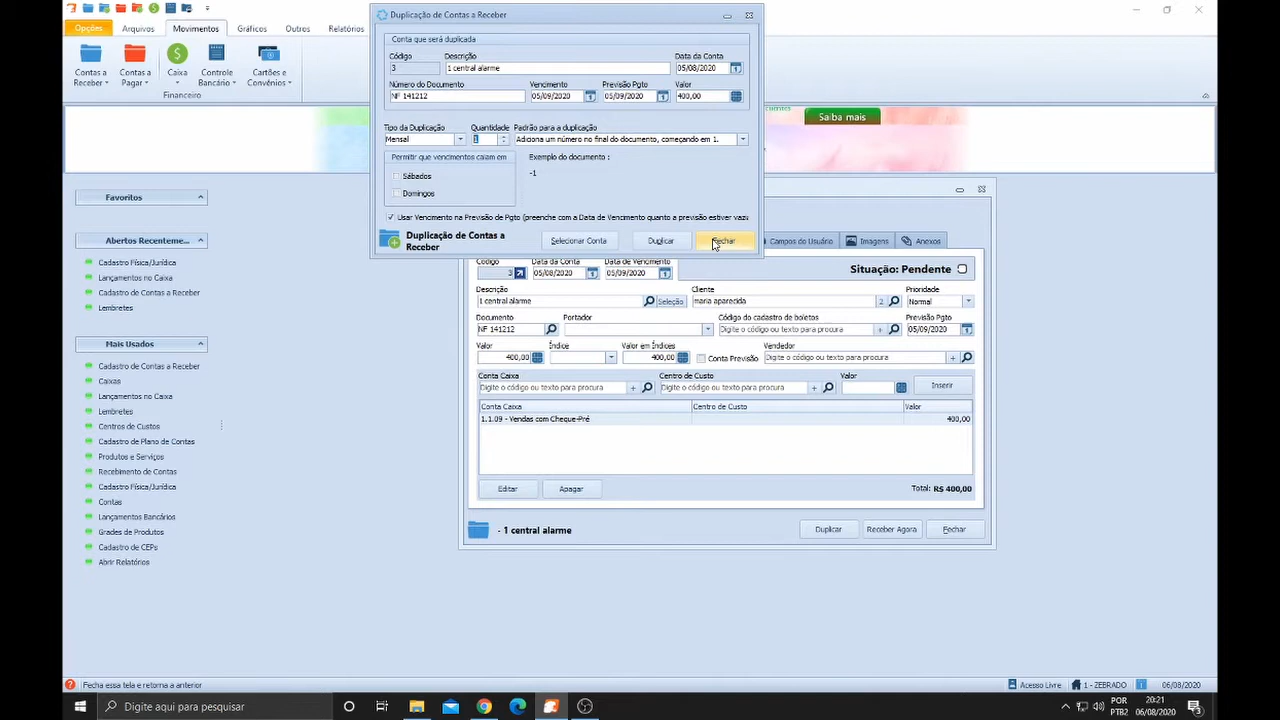 Opções
Arquivos
Movimentos
Gráficos
Outros
Relatórios
Contas a Receber
Contas a Pagar
Caixa
Controle Bancário
Cartões e Convênios
Financeiro
Saiba mais
Duplicação de Contas a Receber
Conta que será duplicada
Código
Descrição
Data da Conta
3
1 central alarme
05/08/2020
Número do Documento
Vencimento
Previsão Pgto
Valor
NF 141212
05/09/2020
05/09/2020
400,00
Tipo da Duplicação
Quantidade
Padrão para a duplicação
Mensal
1
Adiciona um número no final do documento, começando em 1.
Permitir que vencimentos caiam em
Exemplo do documento :
Sábados
-1
Domingos
Usar Vencimento na Previsão de Pgto (preenche com a Data de Vencimento quanto a previsão estiver vazia
Duplicação de Contas a Receber
Selecionar Conta
Duplicar
Fechar
Favoritos
Abertos Recenteme...
Cadastro Física/Jurídica
Lançamentos no Caixa
Cadastro de Contas a Receber
Lembretes
Mais Usados
Cadastro de Contas a Receber
Caixas
Lançamentos no Caixa
Lembretes
Centros de Custo
Cadastro de Plano de Contas
Produtos e Serviços
Recebimento de Contas
Cadastro Física/Jurídica
Contas
Lançamentos Bancários
Grades de Produtos
Cadastro de CEPs
Abrir Relatórios
Campos do Usuário
Imagens
Anexos
Código
Data da Conta
Data de Vencimento
3
05/08/2020
05/09/2020
Situação: Pendente
Descrição
Cliente
Prioridade
1 central alarme
Seleção
maria aparecida
2
Normal
Documento
Portador
Código do cadastro de boletos
Previsão Pgto
NF 141212
Digite o código ou texto para procura
05/09/2020
Valor
Índice
Valor em Índices
Vendedor
400,00
400,00
Conta Previsão
Digite o código ou texto para procura
Conta Caixa
Centro de Custo
Valor
Digite o código ou texto para procura
Digite o código ou texto para procura
Inserir
Conta Caixa
Centro de Custo
Valor
1.1.09 - Vendas com Cheque-Pré
400,00
Editar
Apagar
Total: R$ 400,00
- 1 central alarme
Duplicar
Receber Agora
Fechar
Fecha essa tela e retorna a anterior
Acesso Livre
1 - ZEBRADO
06/08/2020
Digite aqui para pesquisar
POR
PTB2
20:21
06/08/2020
3